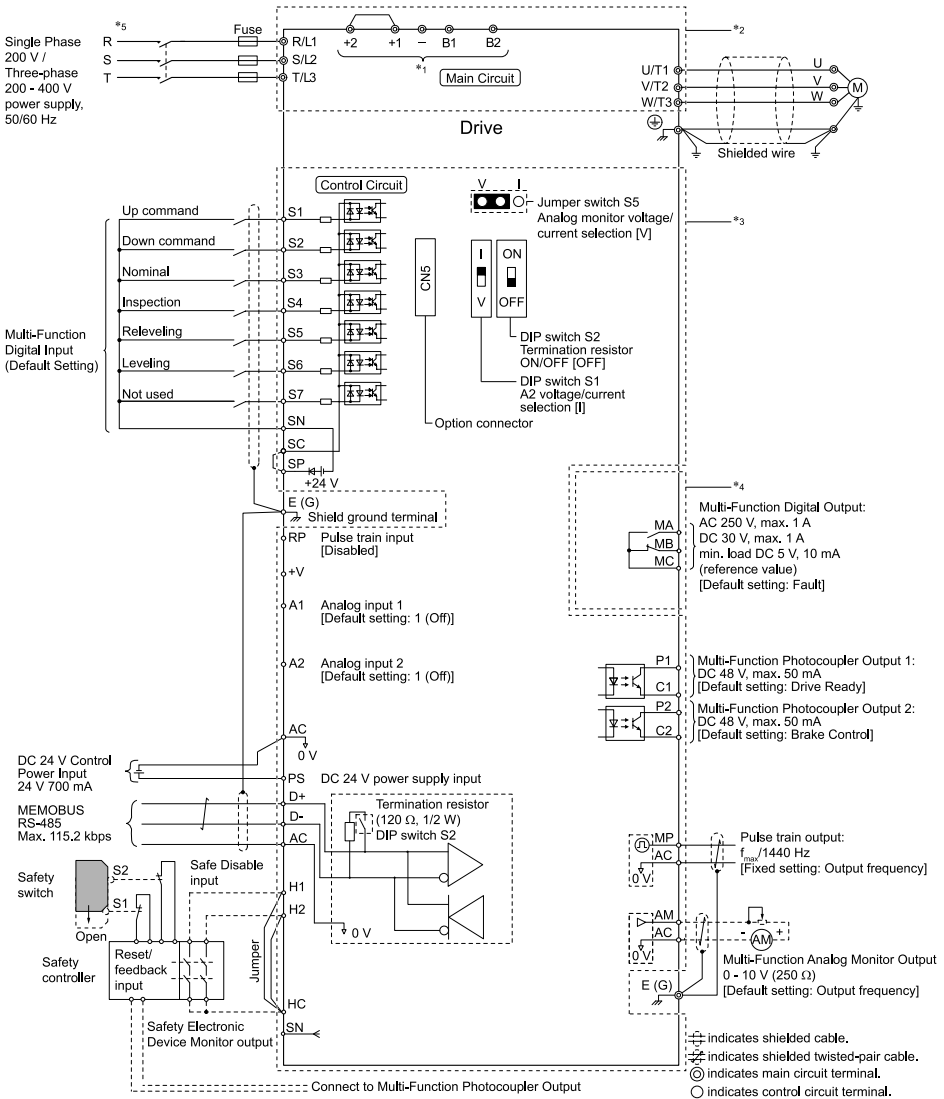 *5
Single Phase
200 V /
Three-phase
200 - 400 V
power supply,
50/60 Hz
R
S
T
Fuse
R/L1
S/L2
T/L3
+2
+1
−
B1
B2
*1
Main Circuit
*2
U/T1
V/T2
W/T3
U
V
W
M
Drive
Shielded wire
Control Circuit
V
I
Jumper switch S5
Analog monitor voltage/
current selection [V]
*3
Multi-Function
Digital Input
(Default Setting)
Up command
S1
Down command
S2
Nominal
S3
Inspection
S4
Releveling
S5
Leveling
S6
Not used
S7
SN
SC
SP
+24 V
CN5
I
V
ON
OFF
DIP switch S2
Termination resistor
ON/OFF [OFF]
DIP switch S1
A2 voltage/current
selection [I]
Option connector
E (G)
Shield ground terminal
RP
Pulse train input
[Disabled]
+V
A1
Analog input 1
[Default setting: 1 (Off)]
A2
Analog input 2
[Default setting: 1 (Off)]
AC
0 V
*4
MA
MB
MC
Multi-Function Digital Output:
AC 250 V, max. 1 A
DC 30 V, max. 1 A
min. load DC 5 V, 10 mA
(reference value)
[Default setting: Fault]
P1
C1
Multi-Function Photocoupler Output 1:
DC 48 V, max. 50 mA
[Default setting: Drive Ready]
P2
C2
Multi-Function Photocoupler Output 2:
DC 48 V, max. 50 mA
[Default setting: Brake Control]
DC 24 V Control
Power Input
24 V 700 mA
PS
DC 24 V power supply input
MEMOBUS
RS-485
Max. 115.2 kbps
D+
D-
AC
Termination resistor
(120 Ω, 1/2 W)
DIP switch S2
0 V
Safety
switch
S2
S1
Open
Safe Disable
input
H1
H2
Jumper
HC
SN
Safety
controller
Reset/
feedback
input
Safety Electronic
Device Monitor output
Connect to Multi-Function Photocoupler Output
MP
AC
0 V
Pulse train output:
fmax/1440 Hz
[Fixed setting: Output frequency]
AM
AC
0 V
-
+
AM
Multi-Function Analog Monitor Output
0 - 10 V (250 Ω)
[Default setting: Output frequency]
E (G)
indicates shielded cable.
indicates shielded twisted-pair cable.
indicates main circuit terminal.
indicates control circuit terminal.